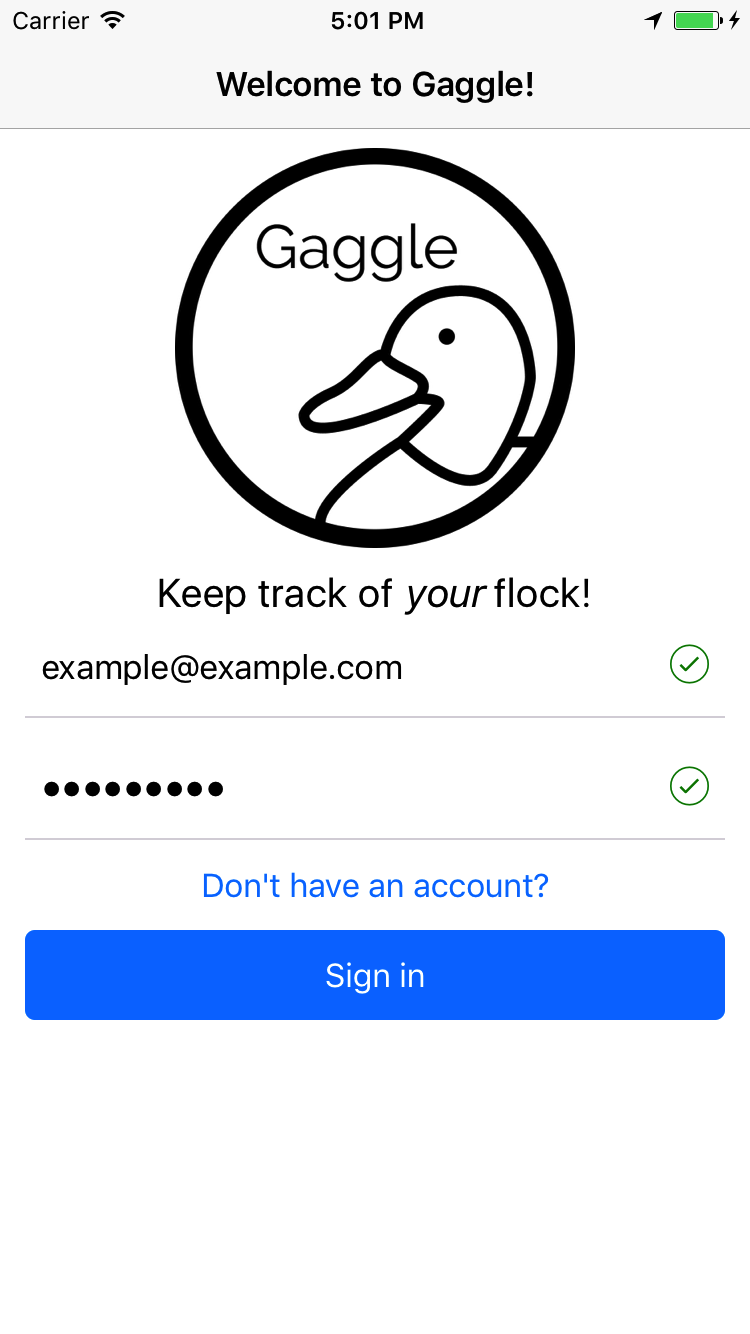 Carrier 5:01 PM
Welcome to Gaggle!
Gaggle
Keep track of your flock!
example@example.com
•••••••••
Don't have an account?
Sign in